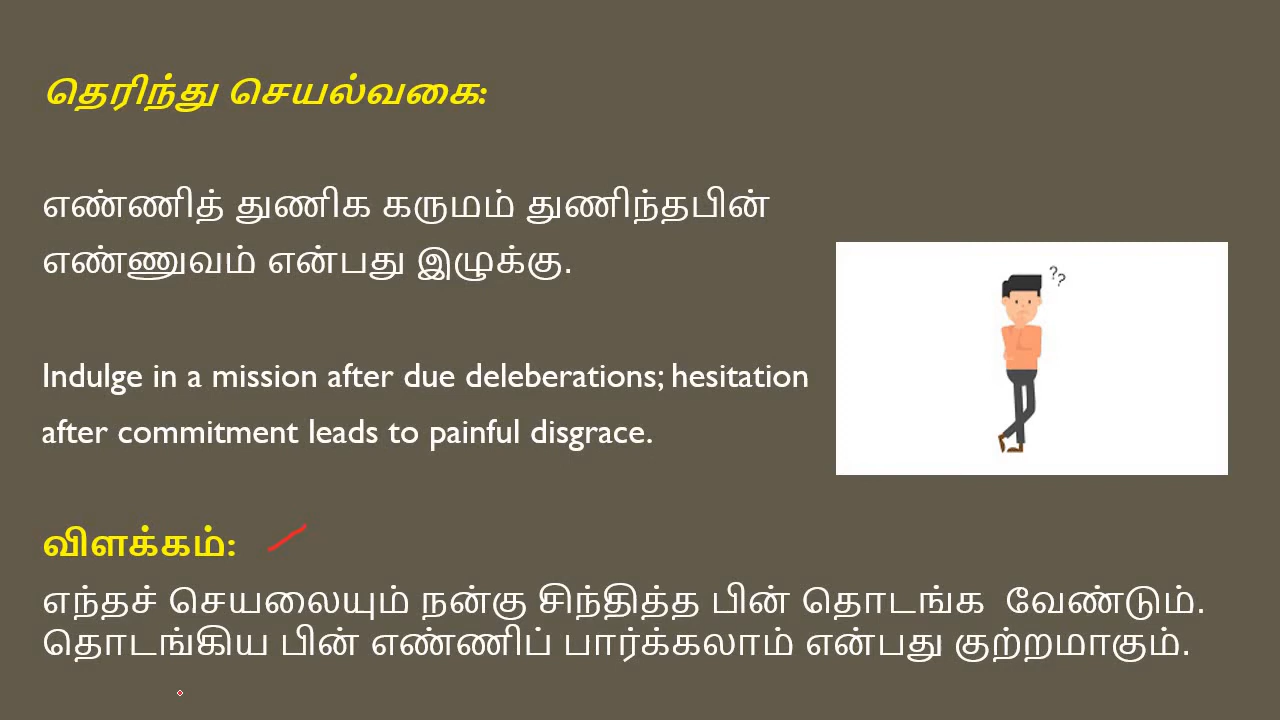 தெரிந்து செயல்வகை:
எண்ணித் துணிக கருமம் துணிந்தபின்
எண்ணுவம் என்பது இழுக்கு.
??
Indulge in a mission after due deleberations; hesitation
after commitment leads to painful disgrace.
விளக்கம்:
எந்தச் செயலையும் நன்கு சிந்தித்த பின் தொடங்க வேண்டும்.
தொடங்கிய பின் எண்ணிப் பார்க்கலாம் என்பது குற்றமாகும்.